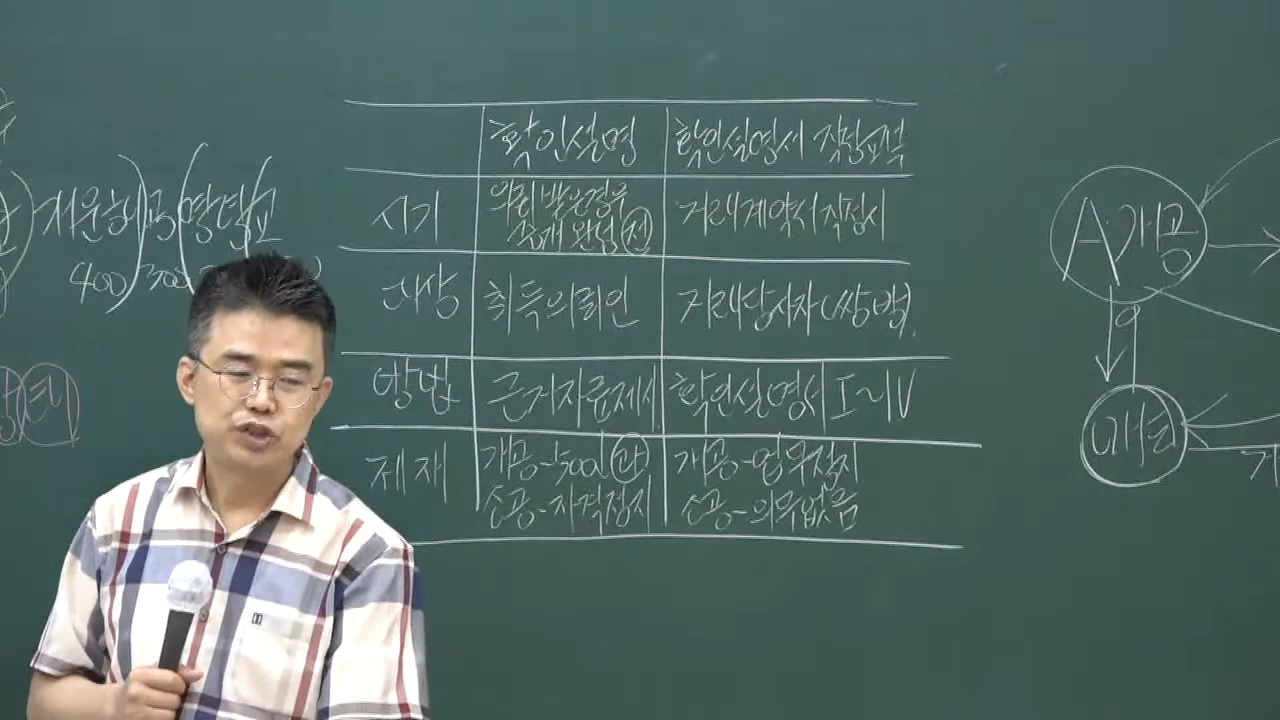 확인설명 확인설명서 작성교부
시기 의뢰받은경우 거래계약서 작성시
중개완성(전)
대상 취득의뢰인 거래당사자(쌍방)
방법 근거자료제시 확인설명서 I~IV
제재 개공-500↓(과) 개공-업무정지
소공-자격정지 소공-의무없음
400 300
A개공
매도